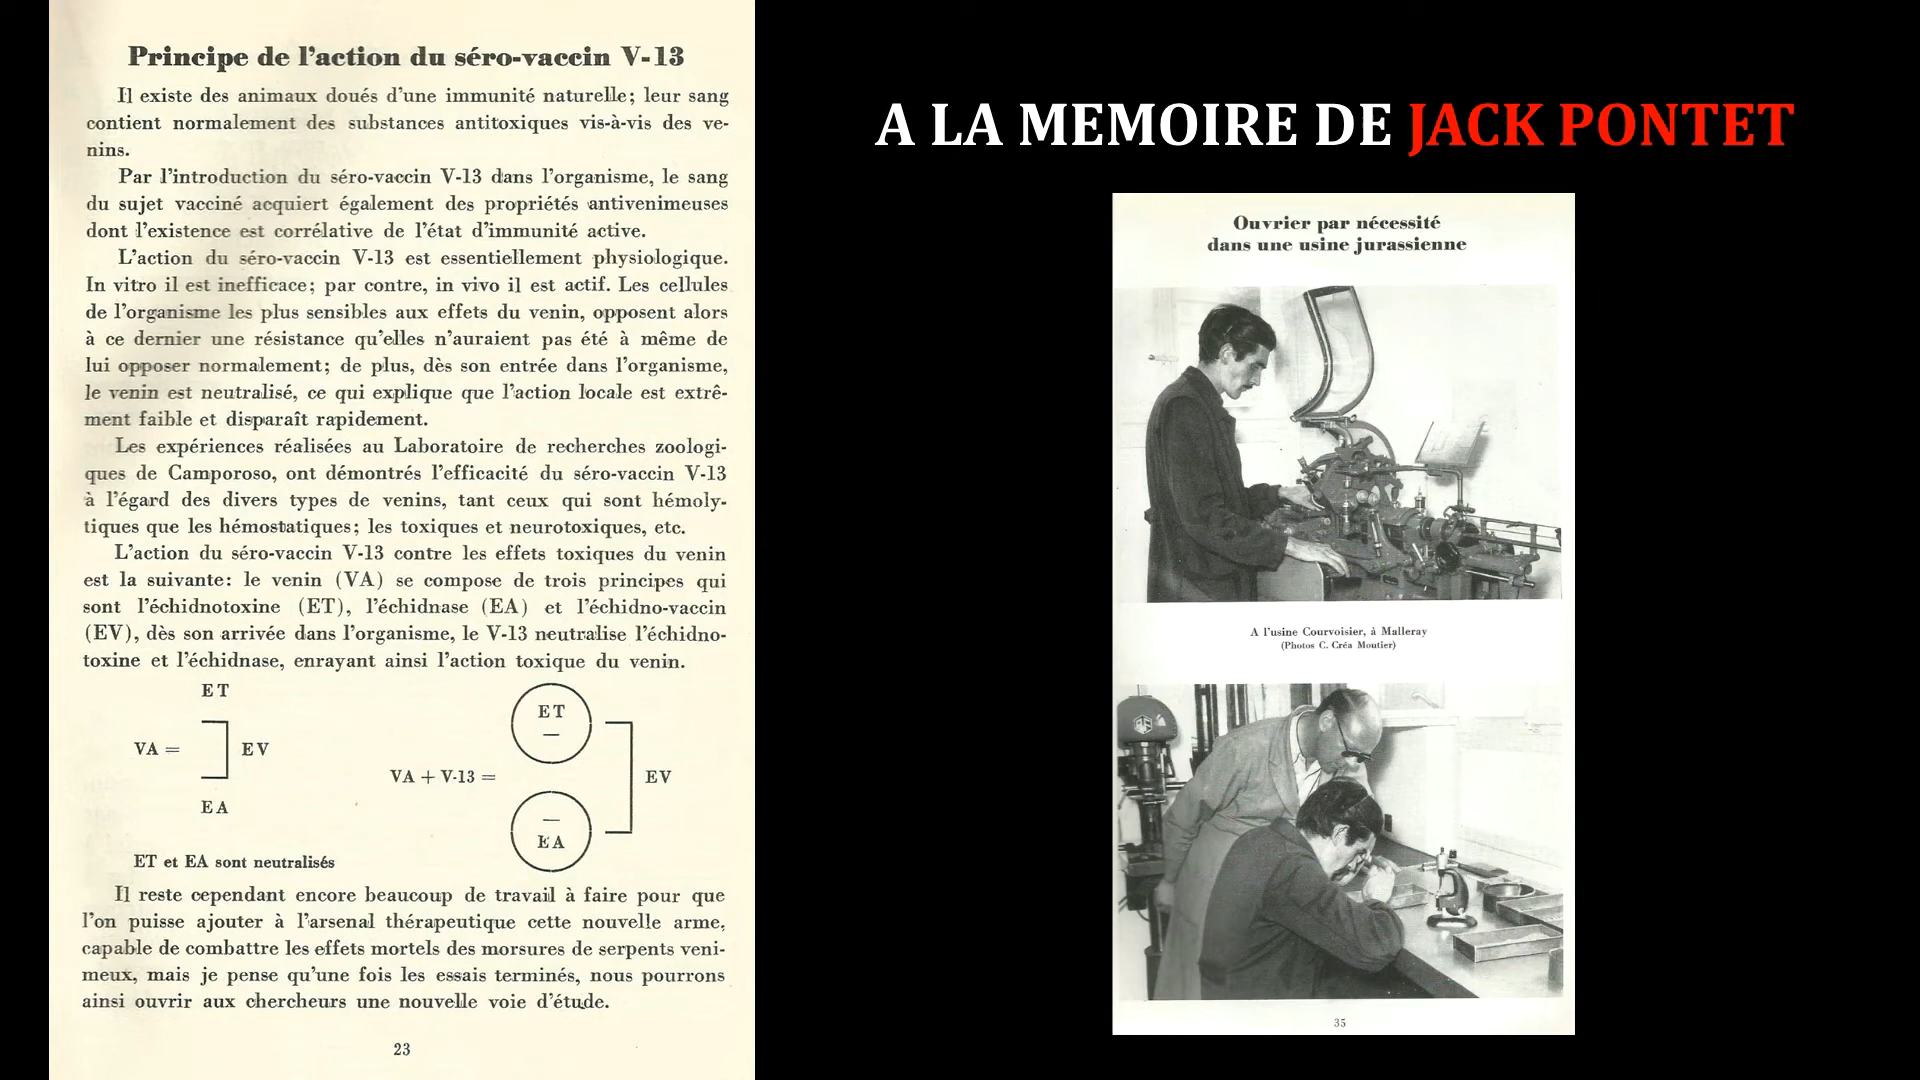 Principe de l'action du séro-vaccin V-13
Il existe des animaux doués d'une immunité naturelle; leur sang
contient normalement des substances antitoxiques vis-à-vis des ve-
nins.
Par l'introduction du séro-vaccin V-13 dans l'organisme, le sang
du sujet vacciné acquiert également des propriétés antivenimeuses
dont l'existence est corrélative de l'état d'immunité active.
L'action du séro-vaccin V-13 est essentiellement physiologique.
In vitro il est inefficace; par contre, in vivo il est actif. Les cellules
de l'organisme les plus sensibles aux effets du venin, opposent alors
à ce dernier une résistance qu'elles n'auraient pas été à même de
lui opposer normalement; de plus, dès son entrée dans l'organisme,
le venin est neutralisé, ce qui explique que l'action locale est extrê-
ment faible et disparaît rapidement.
Les expériences réalisées au Laboratoire de recherches zoologi-
ques de Camporoso, ont démontrés l'efficacité du séro-vaccin V-13
à l'égard des divers types de venins, tant ceux qui sont hémoly-
tiques que les hémostatiques; les toxiques et neurotoxiques, etc.
L'action du séro-vaccin V-13 contre les effets toxiques du venin
est la suivante: le venin (VA) se compose de trois principes qui
sont l'échidnotoxine (ET), l'échidnase (EA) et l'échidno-vaccin
(EV), dès son arrivée dans l'organisme, le V-13 neutralise l'échidno-
toxine et l'échidnase, enrayant ainsi l'action toxique du venin.
ET
VA =
EV
EA
VA + V-13 =
ET
—
—
EA
EV
ET et EA sont neutralisés
Il reste cependant encore beaucoup de travail à faire pour que
l'on puisse ajouter à l'arsenal thérapeutique cette nouvelle arme,
capable de combattre les effets mortels des morsures de serpents veni-
meux, mais je pense qu'une fois les essais terminés, nous pourrons
ainsi ouvrir aux chercheurs une nouvelle voie d'étude.
23
A LA MEMOIRE DE JACK PONTET
Ouvrier par nécessité
dans une usine jurassienne
A l'usine Courvoisier, à Malleray
(Photos C. Créa Moutier)
35